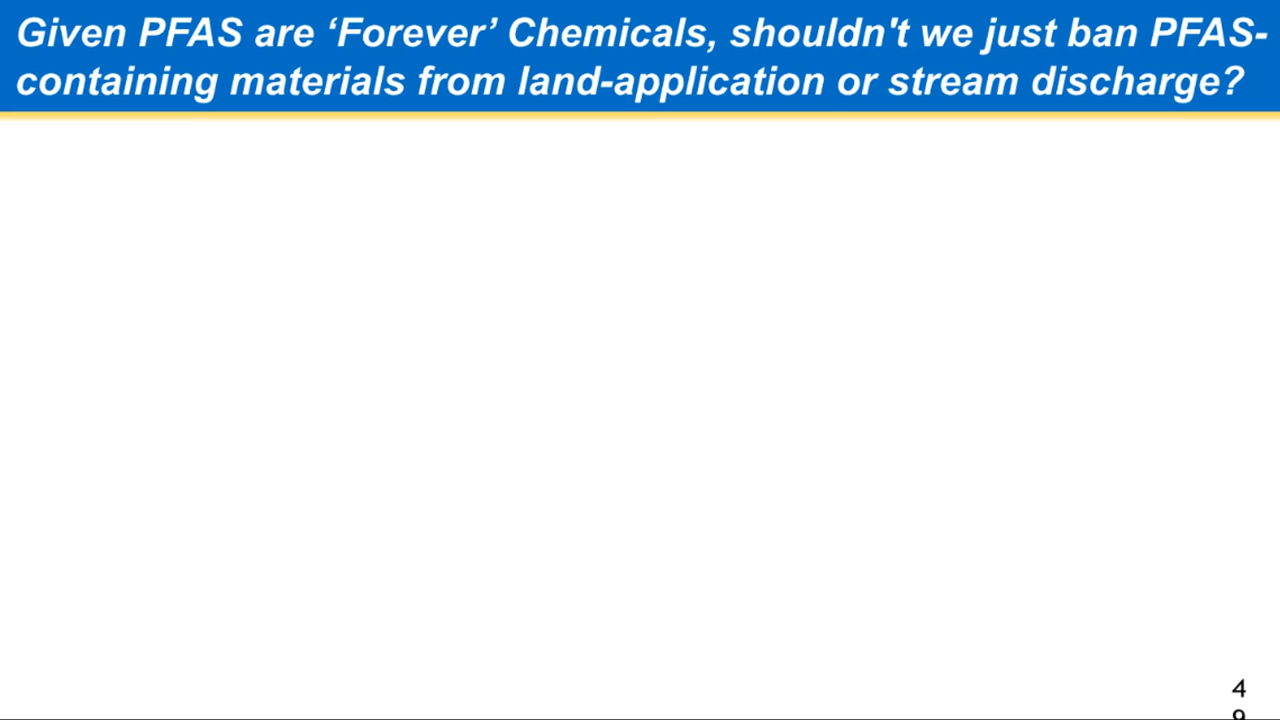 Given PFAS are ‘Forever’ Chemicals, shouldn't we just ban PFAS-
containing materials from land-application or stream discharge?
4
9